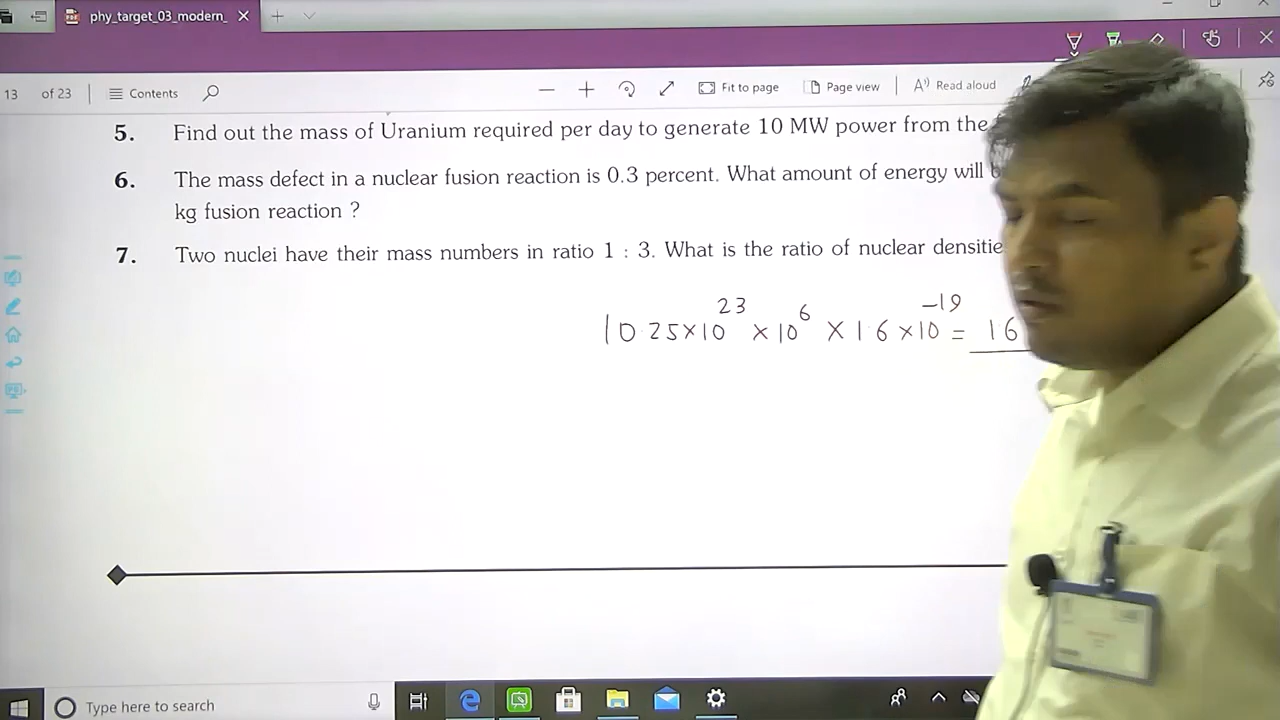 phy_target_03_modern_
13 of 23 Contents Fit to page Page view Read aloud
5. Find out the mass of Uranium required per day to generate 10 MW power from the
6. The mass defect in a nuclear fusion reaction is 0.3 percent. What amount of energy will
kg fusion reaction ?
7. Two nuclei have their mass numbers in ratio 1 : 3. What is the ratio of nuclear densitie
10.25×10^23 ×10^6 ×1.6×10^-19 = 16
Type here to search